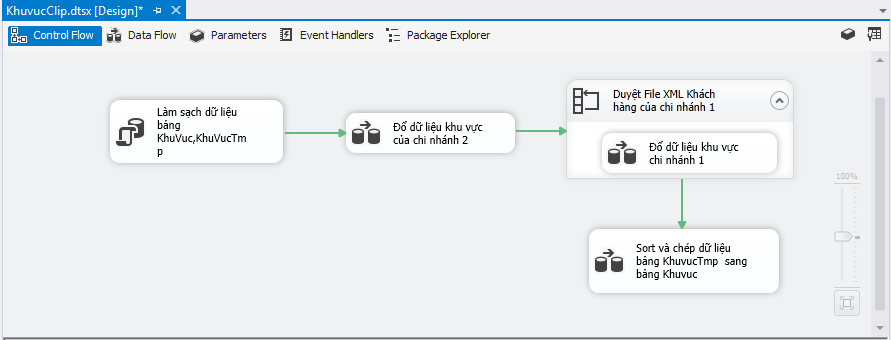 KhuvucClip.dtsx [Design]*
Control Flow
Data Flow
Parameters
Event Handlers
Package Explorer
Làm sạch dữ liệu
bảng
KhuVuc,KhuVucTm
p
Đổ dữ liệu khu vực
của chi nhánh 2
Duyệt File XML Khách
hàng của chi nhánh 1
Đổ dữ liệu khu vực
chi nhánh 1
Sort và chép dữ liệu
bảng KhuvucTmp sang
bảng Khuvuc
100%